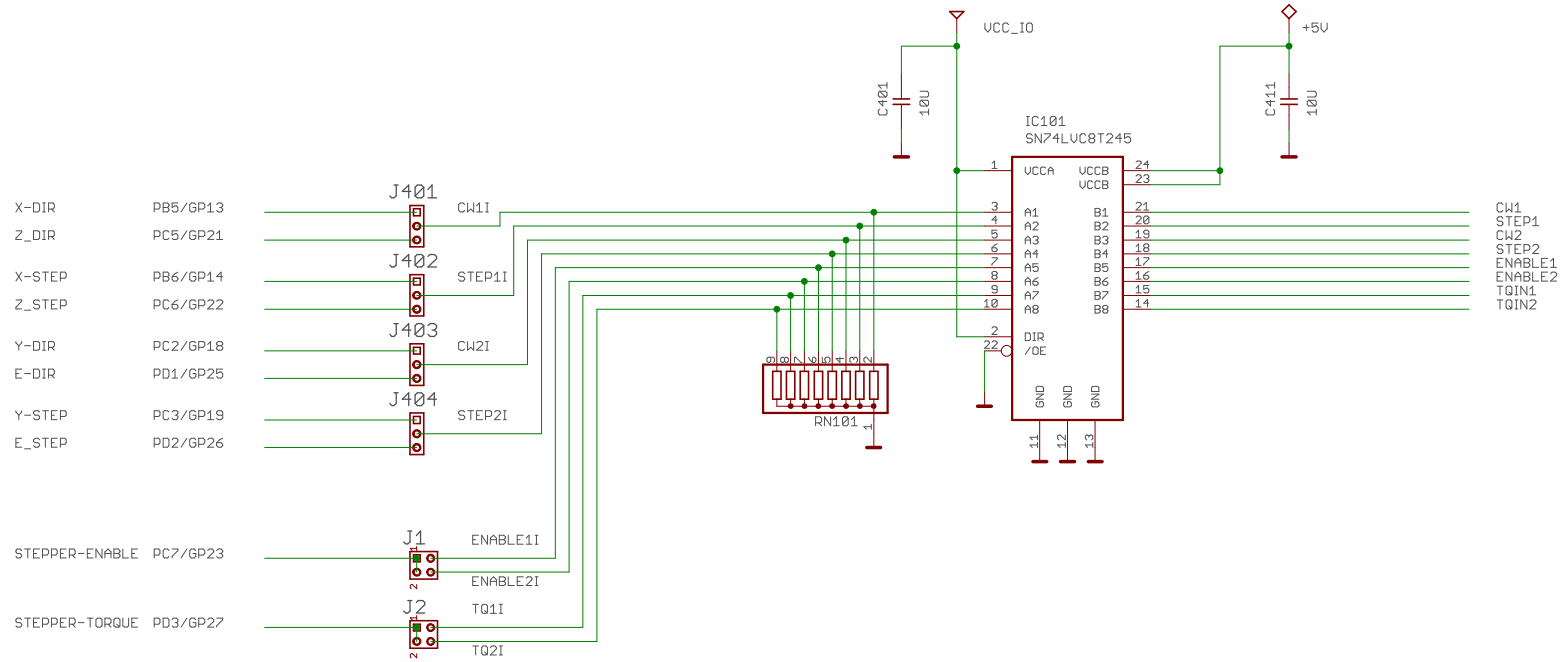 VCC_IO
+5V
C401
10U
C411
10U
IC101
SN74LVC8T245
1 VCCA VCCB 24
VCCB 23
X-DIR PB5/GP13 J401 CW1I
Z_DIR PC5/GP21
3 A1 B1 21 CW1
4 A2 B2 20 STEP1
5 A3 B3 19 CW2
6 A4 B4 18 STEP2
7 A5 B5 17 ENABLE1
8 A6 B6 16 ENABLE2
9 A7 B7 15 TQIN1
10 A8 B8 14 TQIN2
2 DIR
22 /OE
GND GND GND
11 12 13
J402
X-STEP PB6/GP14 STEP1I
Z_STEP PC6/GP22
J403
Y-DIR PC2/GP18 CW2I
E-DIR PD1/GP25
9 8 7 6 5 4 3 2
RN101
1
J404
Y-STEP PC3/GP19 STEP2I
E_STEP PD2/GP26
J1
1
ENABLE1I
STEPPER-ENABLE PC7/GP23
2
ENABLE2I
J2
1
TQ1I
STEPPER-TORQUE PD3/GP27
2
TQ2I